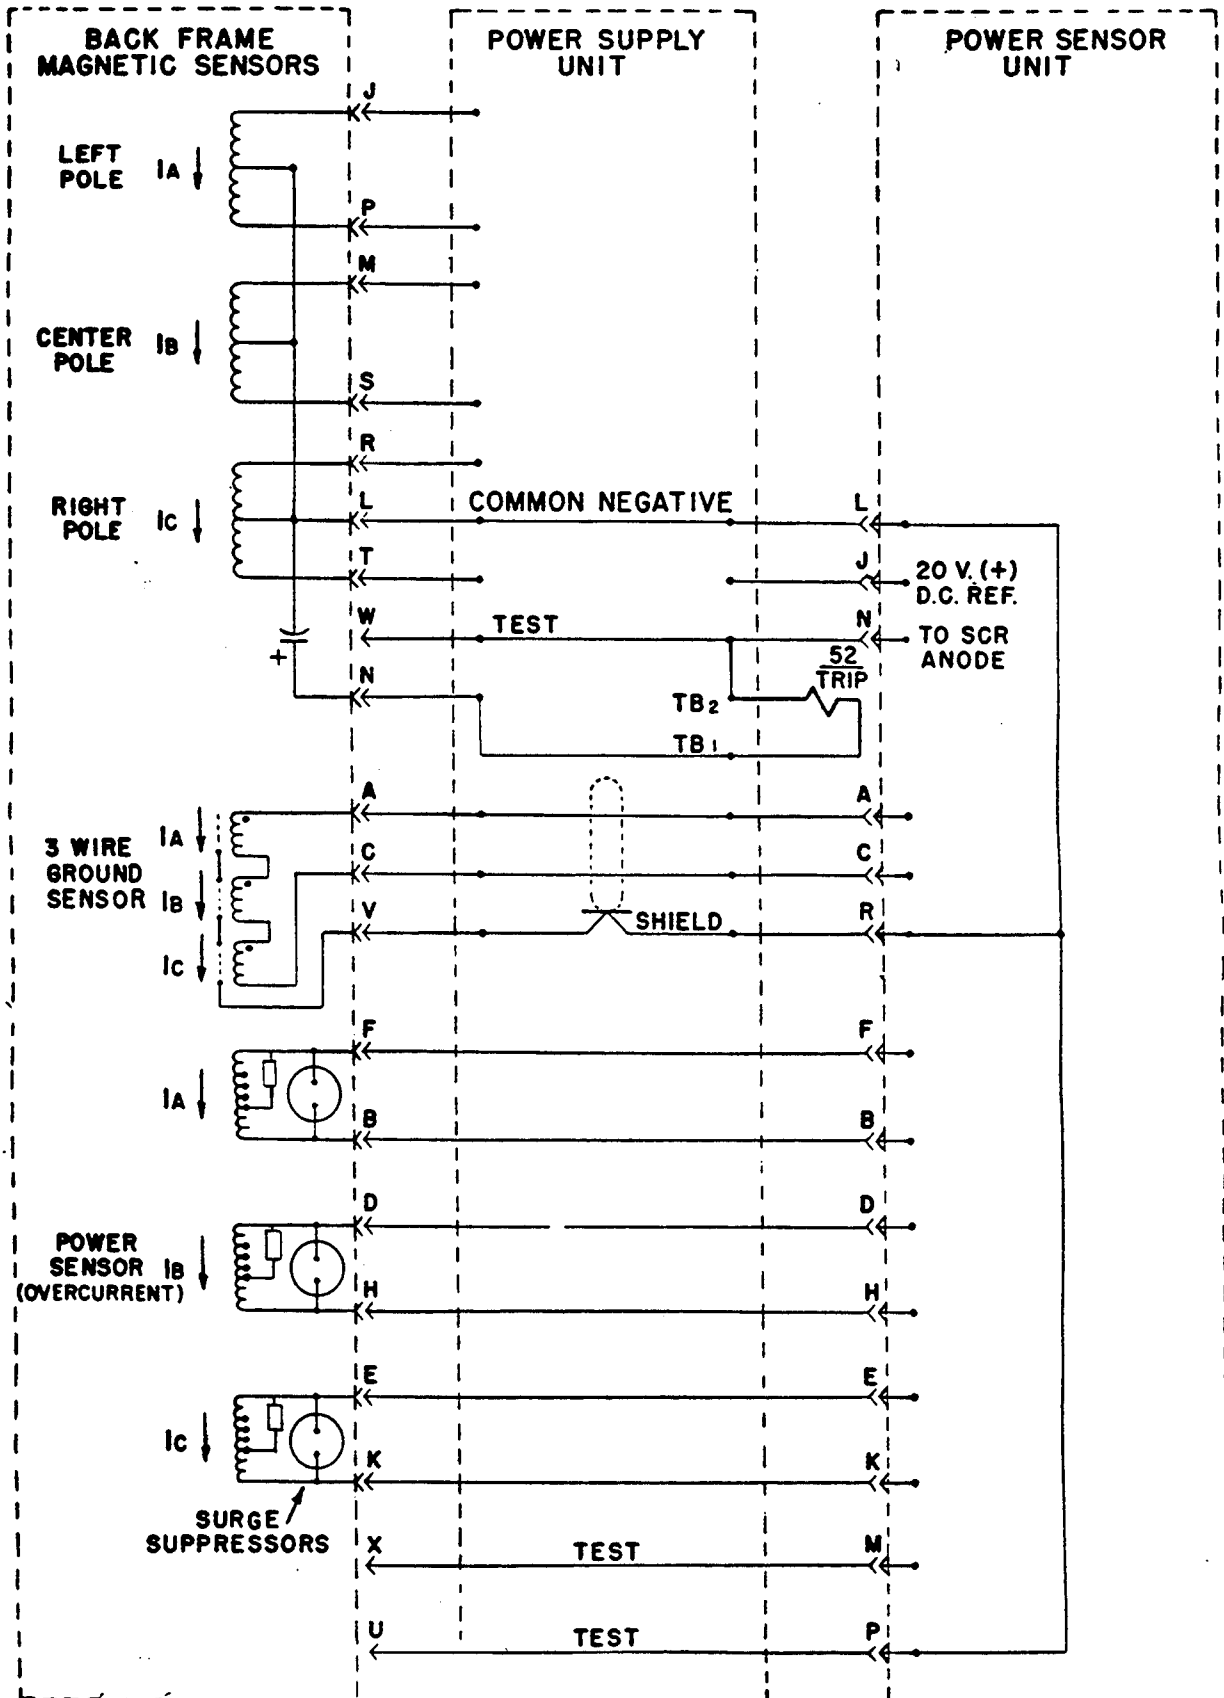 BACK FRAME
MAGNETIC SENSORS
POWER SUPPLY
UNIT
POWER SENSOR
UNIT
J
LEFT
POLE
IA
P
M
CENTER
POLE
IB
S
R
RIGHT
POLE
IC
L
COMMON NEGATIVE
L
T
J
20 V. (+)
D.C. REF.
W
TEST
N
TO SCR
ANODE
+
52
TRIP
N
TB2
TB1
A
A
3 WIRE
GROUND
SENSOR
IA
IB
IC
C
C
V
SHIELD
R
F
F
IA
B
B
D
D
POWER
SENSOR
(OVERCURRENT)
IB
H
H
E
E
IC
K
K
SURGE
SUPPRESSORS
X
TEST
M
U
TEST
P